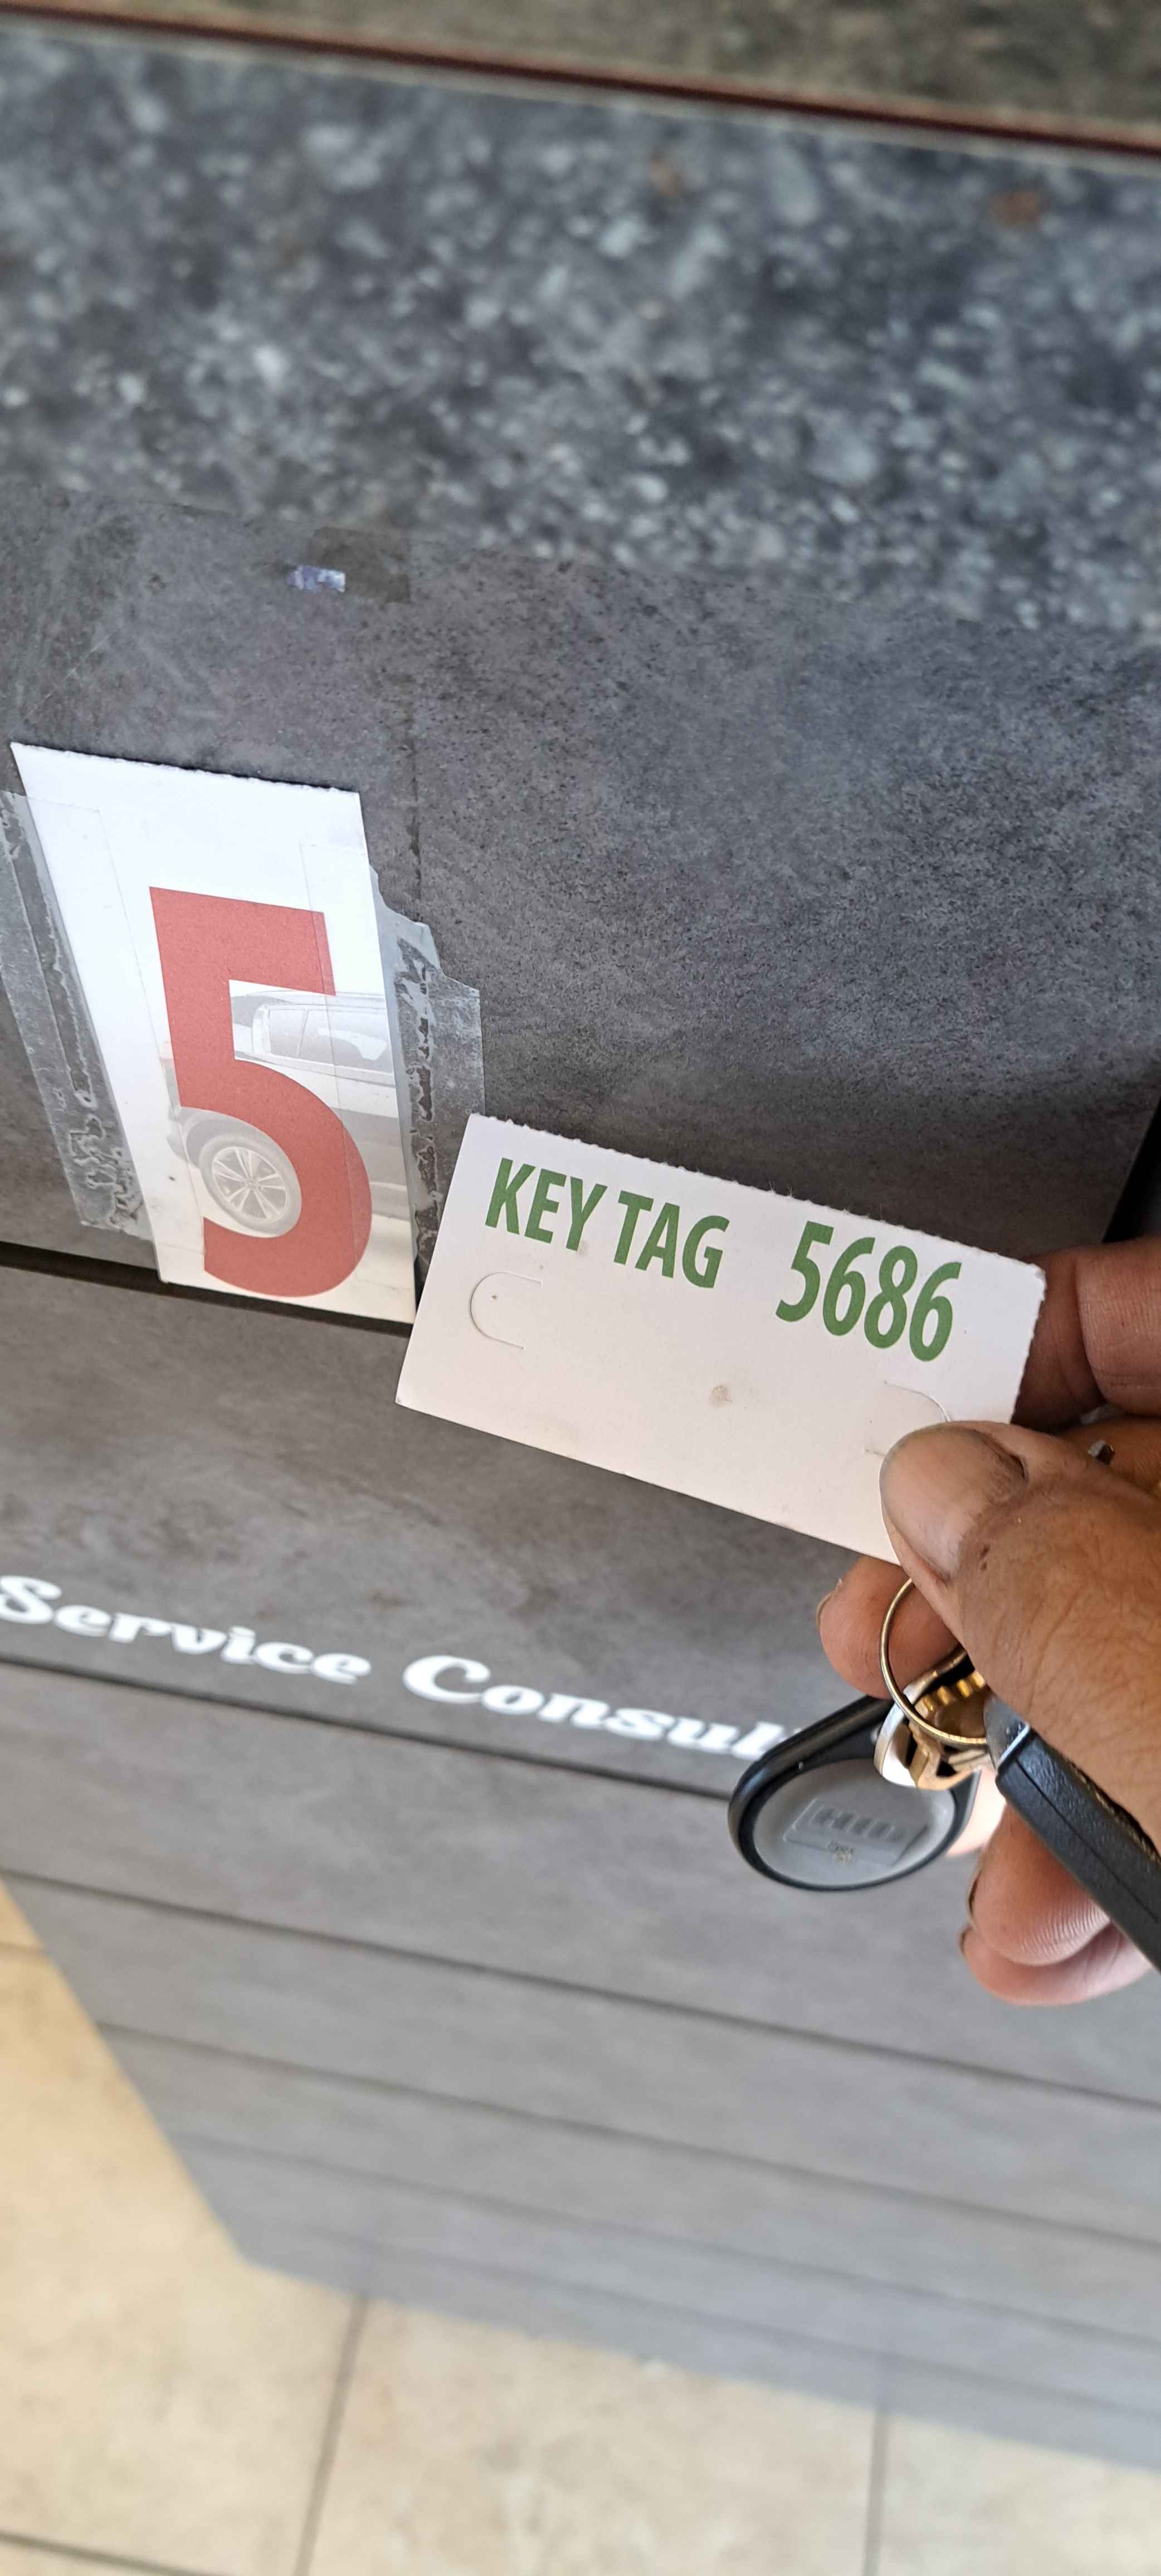 5
KEY TAG 5686
Service Consul